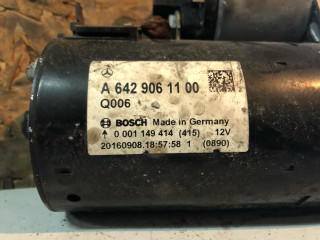 A 642 906 11 00
Q006
BOSCH Made in Germany
0 001 149 414 (415) 12V
20160908.18:57:58 1 (0890)